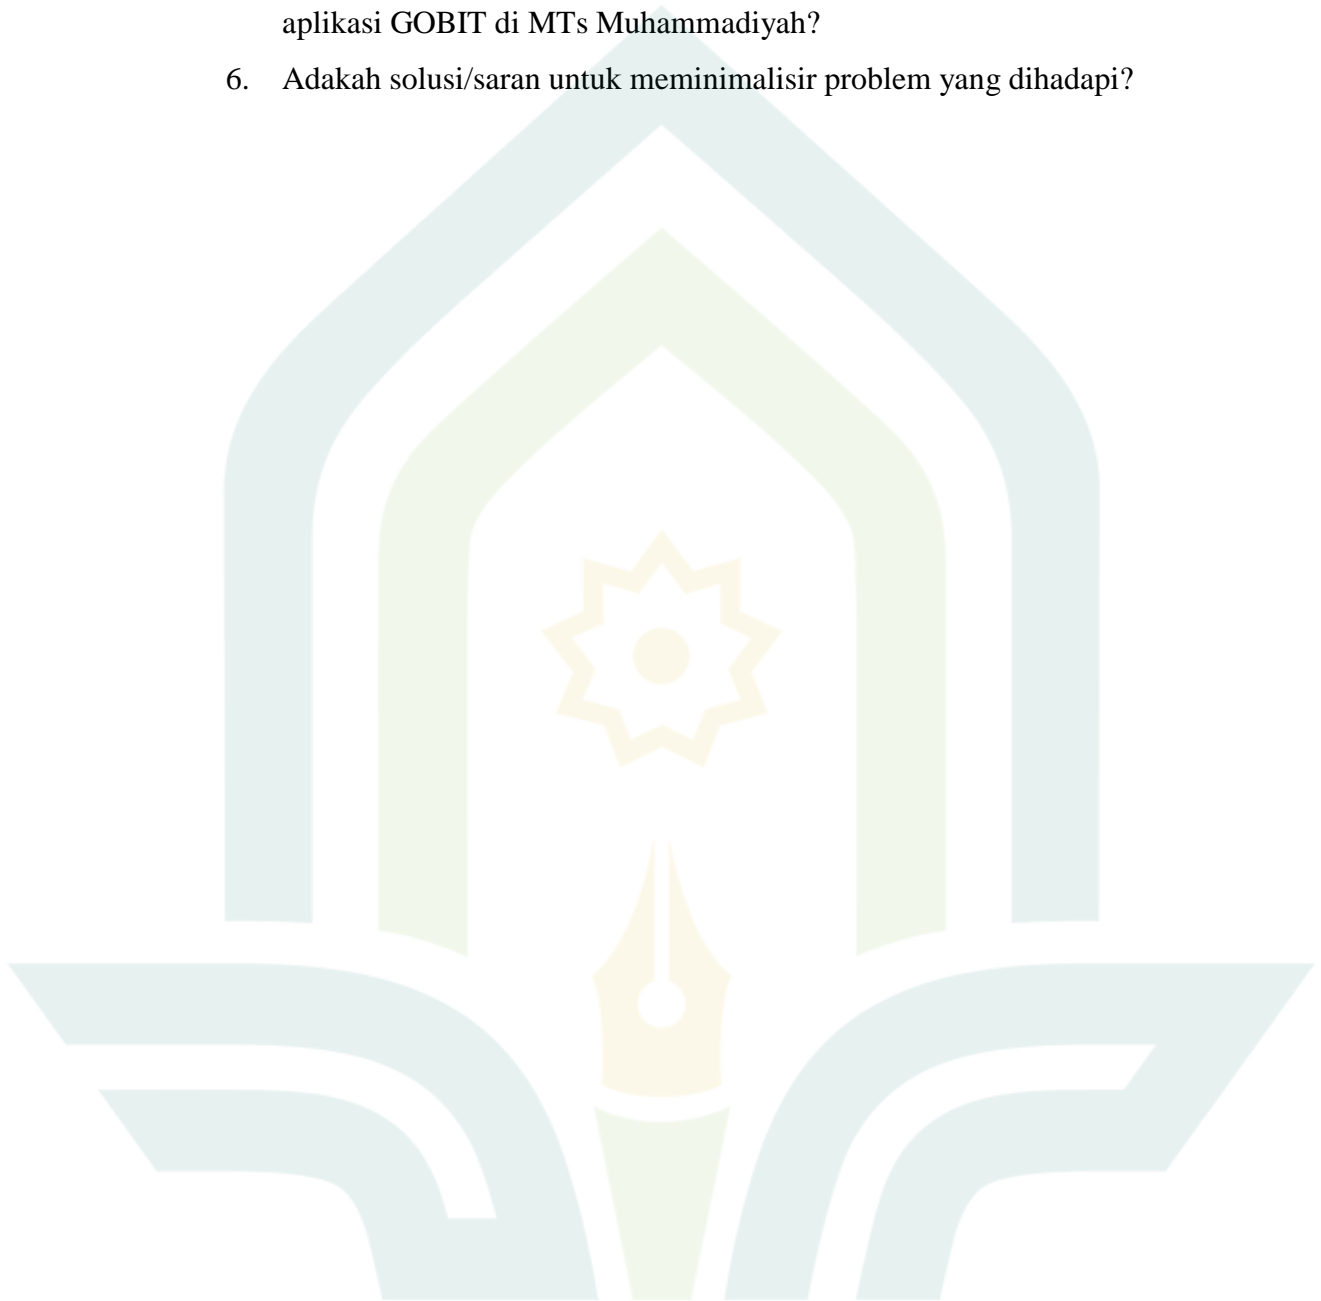 aplikasi GOBIT di MTs Muhammadiyah?
6. Adakah solusi/saran untuk meminimalisir problem yang dihadapi?